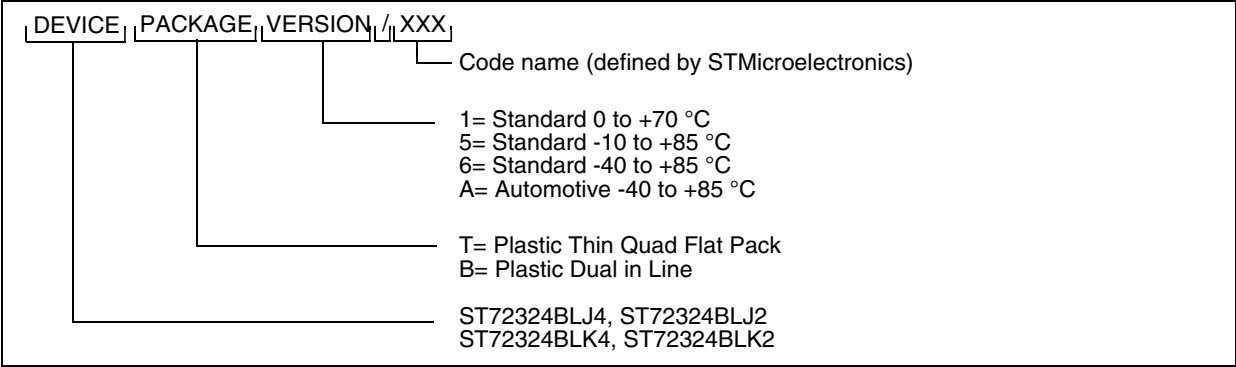 DEVICE PACKAGE VERSION / XXX
Code name (defined by STMicroelectronics)
1= Standard 0 to +70 °C
5= Standard -10 to +85 °C
6= Standard -40 to +85 °C
A= Automotive -40 to +85 °C
T= Plastic Thin Quad Flat Pack
B= Plastic Dual in Line
ST72324BLJ4, ST72324BLJ2
ST72324BLK4, ST72324BLK2